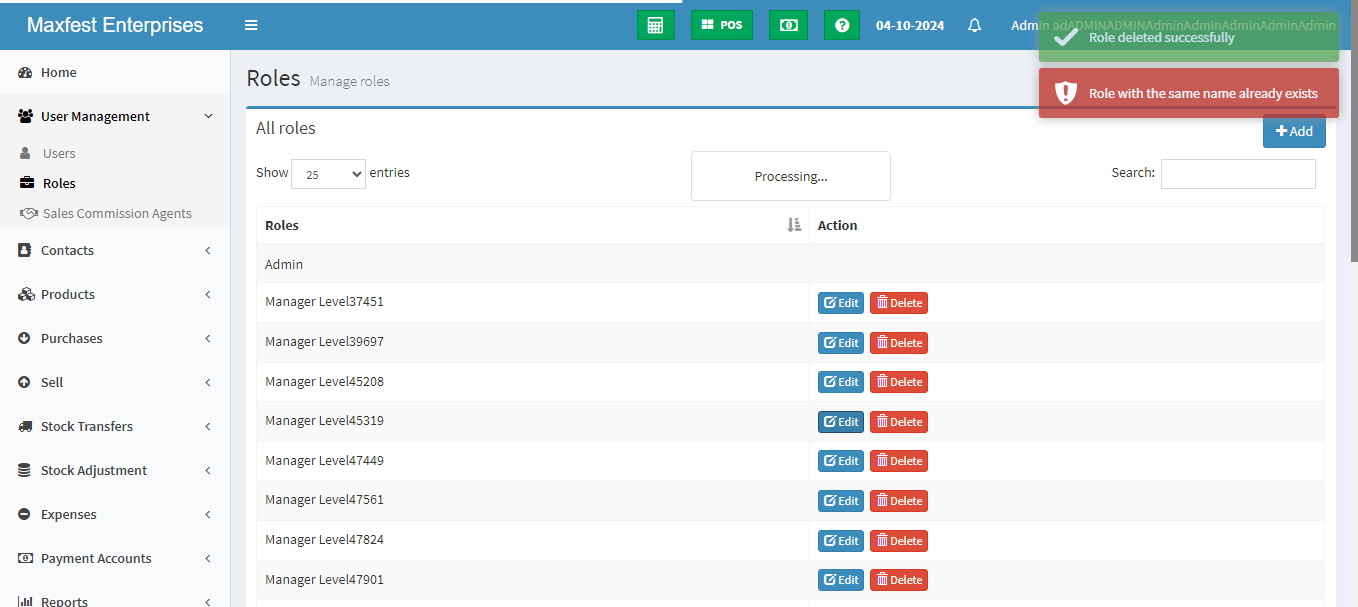 Maxfest Enterprises
POS
04-10-2024
Admin adADMINADMINAdminAdminAdminAdminAdmin
Role deleted successfully
Role with the same name already exists
Home
User Management
Users
Roles
Sales Commission Agents
Contacts
Products
Purchases
Sell
Stock Transfers
Stock Adjustment
Expenses
Payment Accounts
Reports
Roles Manage roles
All roles
Add
Show 25 entries
Processing...
Search:
Roles Action
Admin
Manager Level37451 Edit Delete
Manager Level39697 Edit Delete
Manager Level45208 Edit Delete
Manager Level45319 Edit Delete
Manager Level47449 Edit Delete
Manager Level47561 Edit Delete
Manager Level47824 Edit Delete
Manager Level47901 Edit Delete